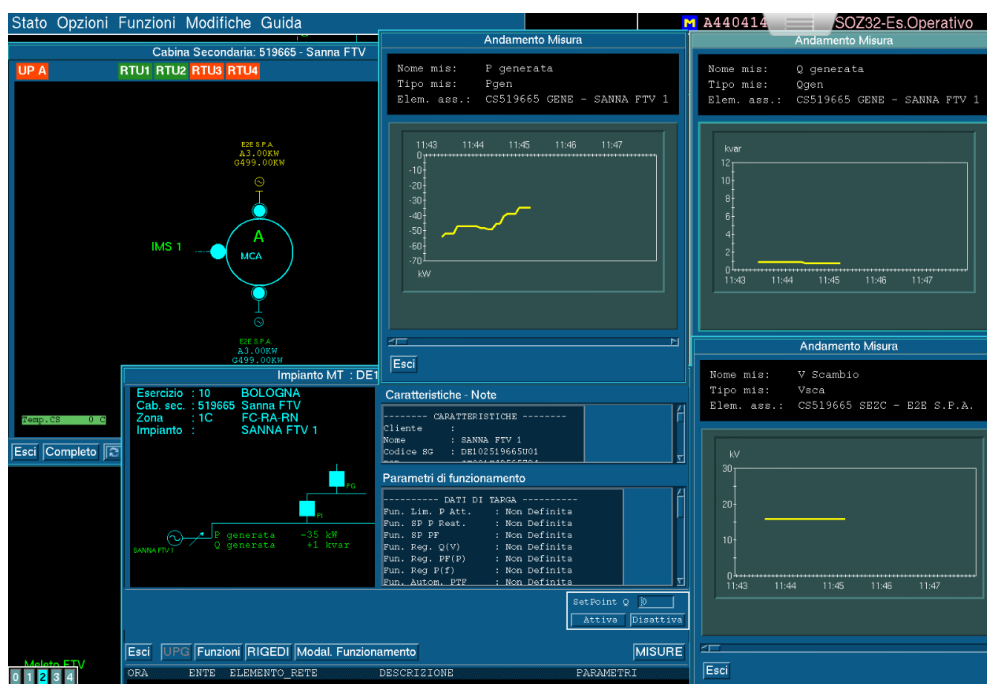 Stato Opzioni Funzioni Modifiche Guida
M A440414
SOZ32-Es.Operativo
Cabina Secondaria: 519665 - Sanna FTV
UP A RTU1 RTU2 RTU3 RTU4
E2E S.P.A.
A3.00KW
G499.00KW
IMS 1
A
MCA
E2E S.P.A.
A3.00KW
G499.00KW
Temp.CS 0 C
Esci Completo
Meleto FTV
0 1 2 3 4
Andamento Misura
Nome mis: P generata
Tipo mis: Pgen
Elem. ass.: CS519665 GENE - SANNA FTV 1
11:43 11:44 11:45 11:46 11:47
0
-10
-20
-30
-40
-50
-60
-70
kW
Esci
Andamento Misura
Nome mis: Q generata
Tipo mis: Qgen
Elem. ass.: CS519665 GENE - SANNA FTV 1
kvar
12
10
8
6
4
2
0
11:43 11:44 11:45 11:46 11:47
Andamento Misura
Nome mis: V Scambio
Tipo mis: Vsca
Elem. ass.: CS519665 SEZC - E2E S.P.A.
kV
30
20
10
0
11:43 11:44 11:45 11:46 11:47
Esci
Impianto MT : DE1
Esercizio : 10 BOLOGNA
Cab. sec. : 519665 Sanna FTV
Zona : 1C FC-RA-RN
Impianto : SANNA FTV 1
PG
PI
SANNA FTV 1
P generata -35 kW
Q generata +1 kvar
Caratteristiche - Note
-------- CARATTERISTICHE --------
Cliente :
Nome : SANNA FTV 1
Codice SG : DE102519665U01
Parametri di funzionamento
---------- DATI DI TARGA ----------
Fun. Lim. P Att. : Non Definita
Fun. SP P Reat. : Non Definita
Fun. SP PF : Non Definita
Fun. Reg. Q(V) : Non Definita
Fun. Reg. PF(P) : Non Definita
Fun. Reg P(f) : Non Definita
Fun. Autom. PTF : Non Definita
SetPoint Q 0
Attiva Disattiva
Esci UPG Funzioni RIGEDI Modal. Funzionamento MISURE
ORA ENTE ELEMENTO_RETE DESCRIZIONE PARAMETRI